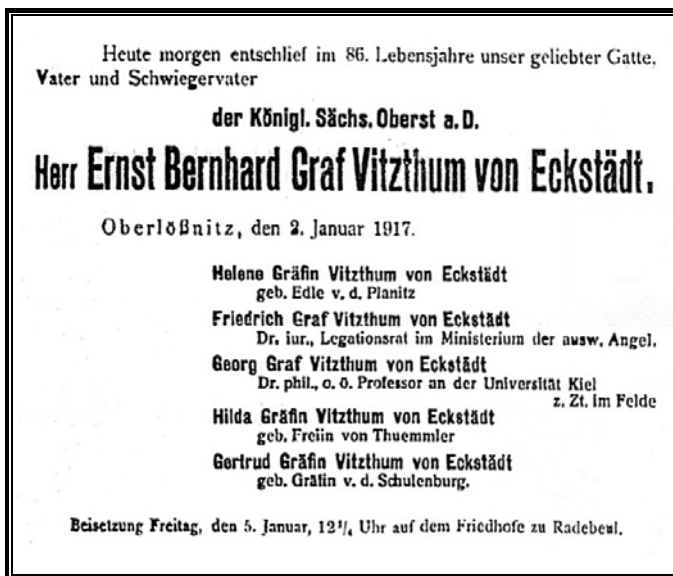 Heute morgen entschlief im 86. Lebensjahre unser geliebter Gatte,
Vater und Schwiegervater
der Königl. Sächs. Oberst a. D.
Herr Ernst Bernhard Graf Vitzthum von Eckstädt.
Oberlößnitz, den 2. Januar 1917.
Helene Gräfin Vitzthum von Eckstädt
geb. Edle v. d. Planitz
Friedrich Graf Vitzthum von Eckstädt
Dr. iur., Legationsrat im Ministerium der ausw. Angel.
Georg Graf Vitzthum von Eckstädt
Dr. phil., o. ö. Professor an der Universität Kiel
z. Zt. im Felde
Hilda Gräfin Vitzthum von Eckstädt
geb. Freiin von Thuemmler
Gertrud Gräfin Vitzthum von Eckstädt
geb. Gräfin v. d. Schulenburg.
Beisetzung Freitag, den 5. Januar, 12¼ Uhr auf dem Friedhofe zu Radebeul.